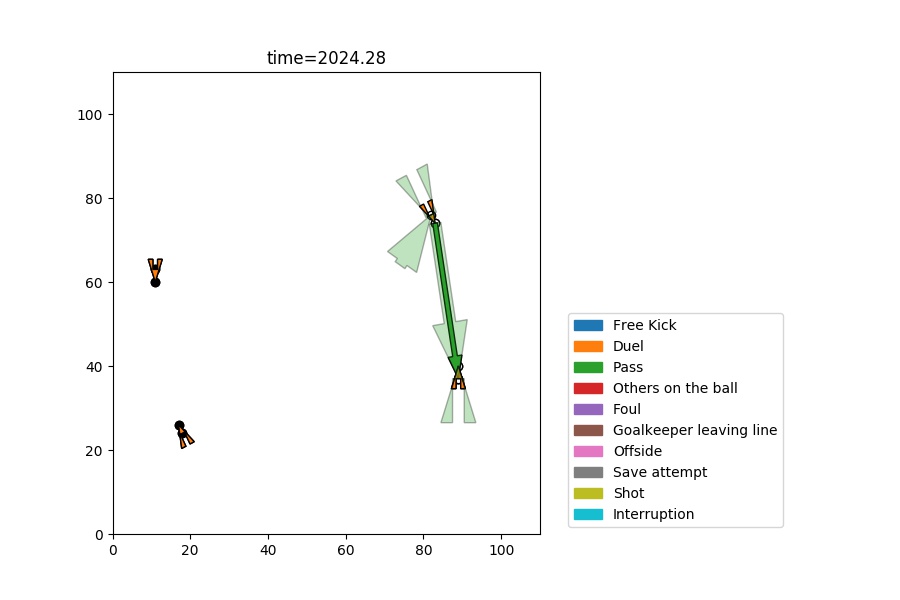 time=2024.28
100
80
60
40
20
0
0 20 40 60 80 100
Free Kick
Duel
Pass
Others on the ball
Foul
Goalkeeper leaving line
Offside
Save attempt
Shot
Interruption